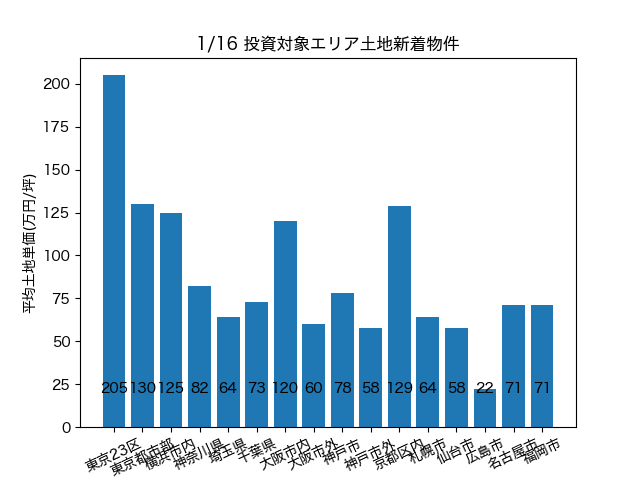 1/16 投資対象エリア土地新着物件
平均土地単価(万円/坪)
200
175
150
125
100
75
50
25
0
205 130 125 82 64 73 120 60 78 58 129 64 58 22 71 71
東京23区
東京都市部
横浜市内
神奈川県
埼玉県
千葉県
大阪市内
大阪市外
神戸市
神戸市外
京都区内
札幌市
仙台市
広島市
名古屋市
福岡市